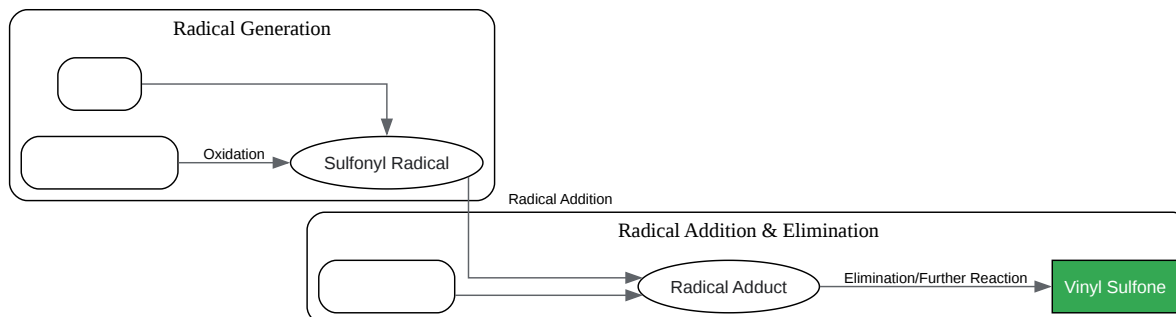 Radical Generation
Oxidation
Sulfonyl Radical
Radical Addition
Radical Addition & Elimination
Radical Adduct
Elimination/Further Reaction
Vinyl Sulfone